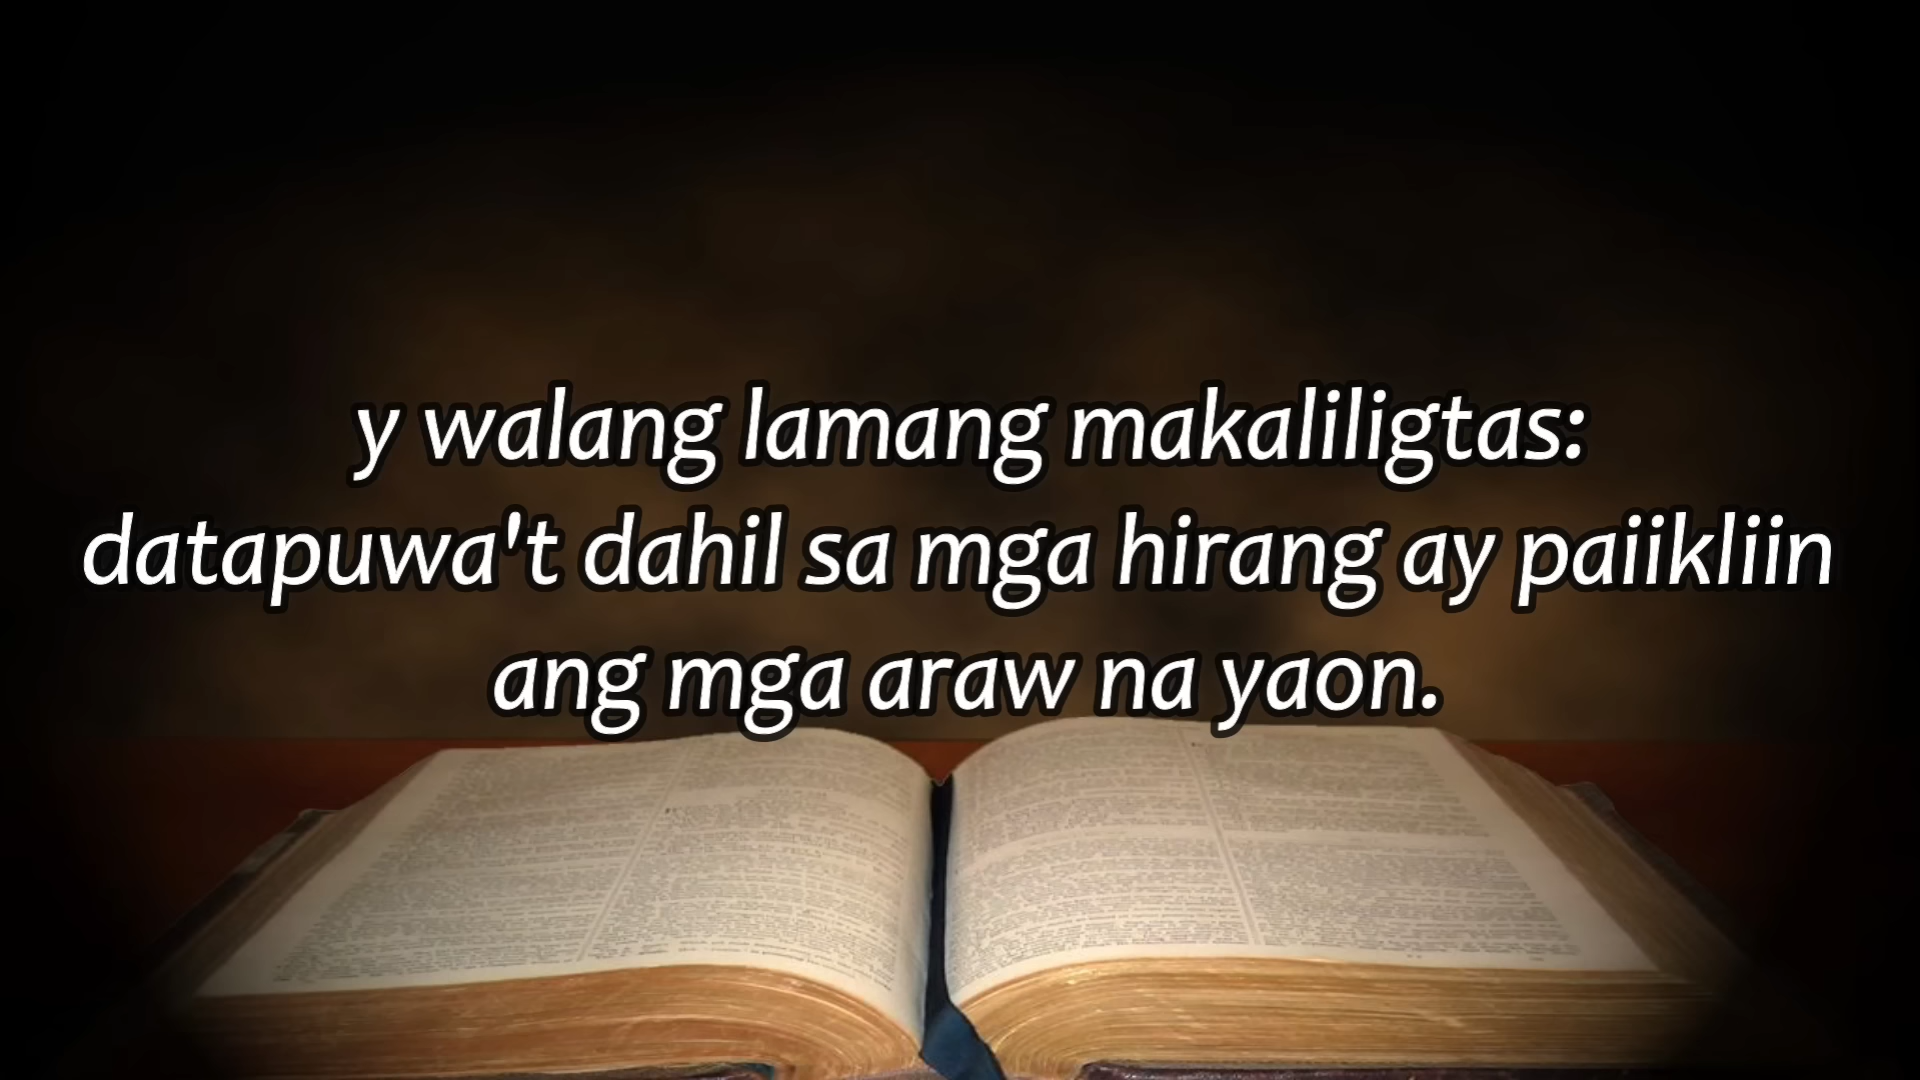 y walang lamang makaliligtas:
datapuwa't dahil sa mga hirang ay paiikliin
ang mga araw na yaon.